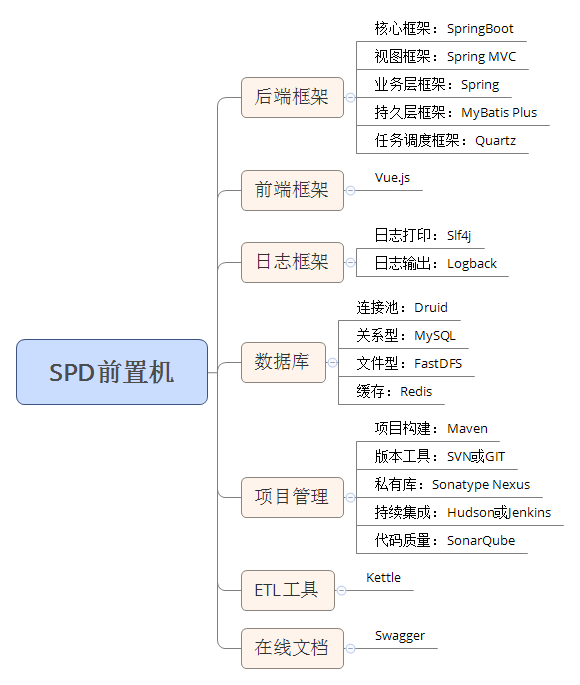 SPD前置机
后端框架
核心框架：SpringBoot
视图框架：Spring MVC
业务层框架：Spring
持久层框架：MyBatis Plus
任务调度框架：Quartz
前端框架
Vue.js
日志框架
日志打印：Slf4j
日志输出：Logback
数据库
连接池：Druid
关系型：MySQL
文件型：FastDFS
缓存：Redis
项目管理
项目构建：Maven
版本工具：SVN或GIT
私有库：Sonatype Nexus
持续集成：Hudson或Jenkins
代码质量：SonarQube
ETL工具
Kettle
在线文档
Swagger